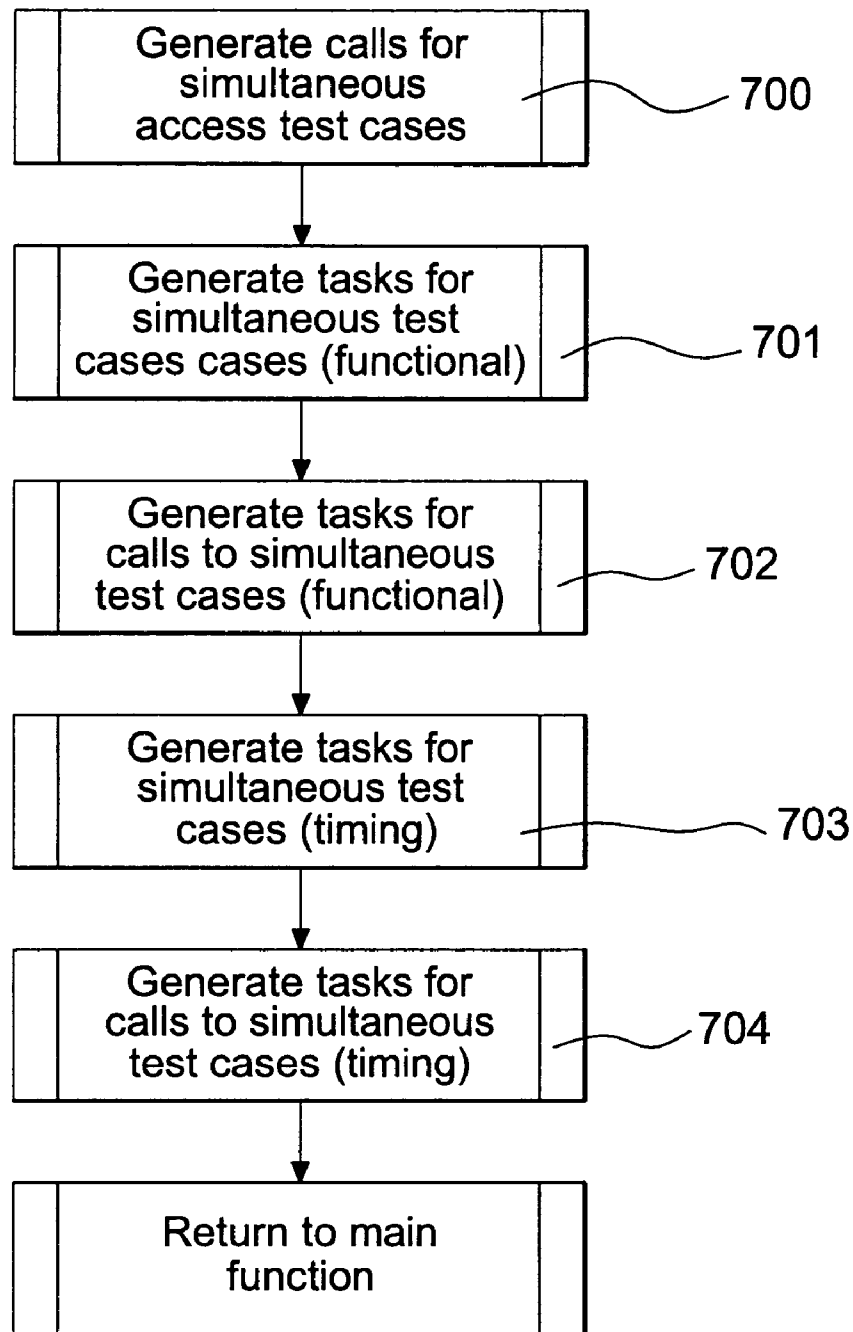 Generate calls for
simultaneous
access test cases
700
Generate tasks for
simultaneous test
cases cases (functional)
701
Generate tasks for
calls to simultaneous
test cases (functional)
702
Generate tasks for
simultaneous test
cases (timing)
703
Generate tasks for
calls to simultaneous
test cases (timing)
704
Return to main
function